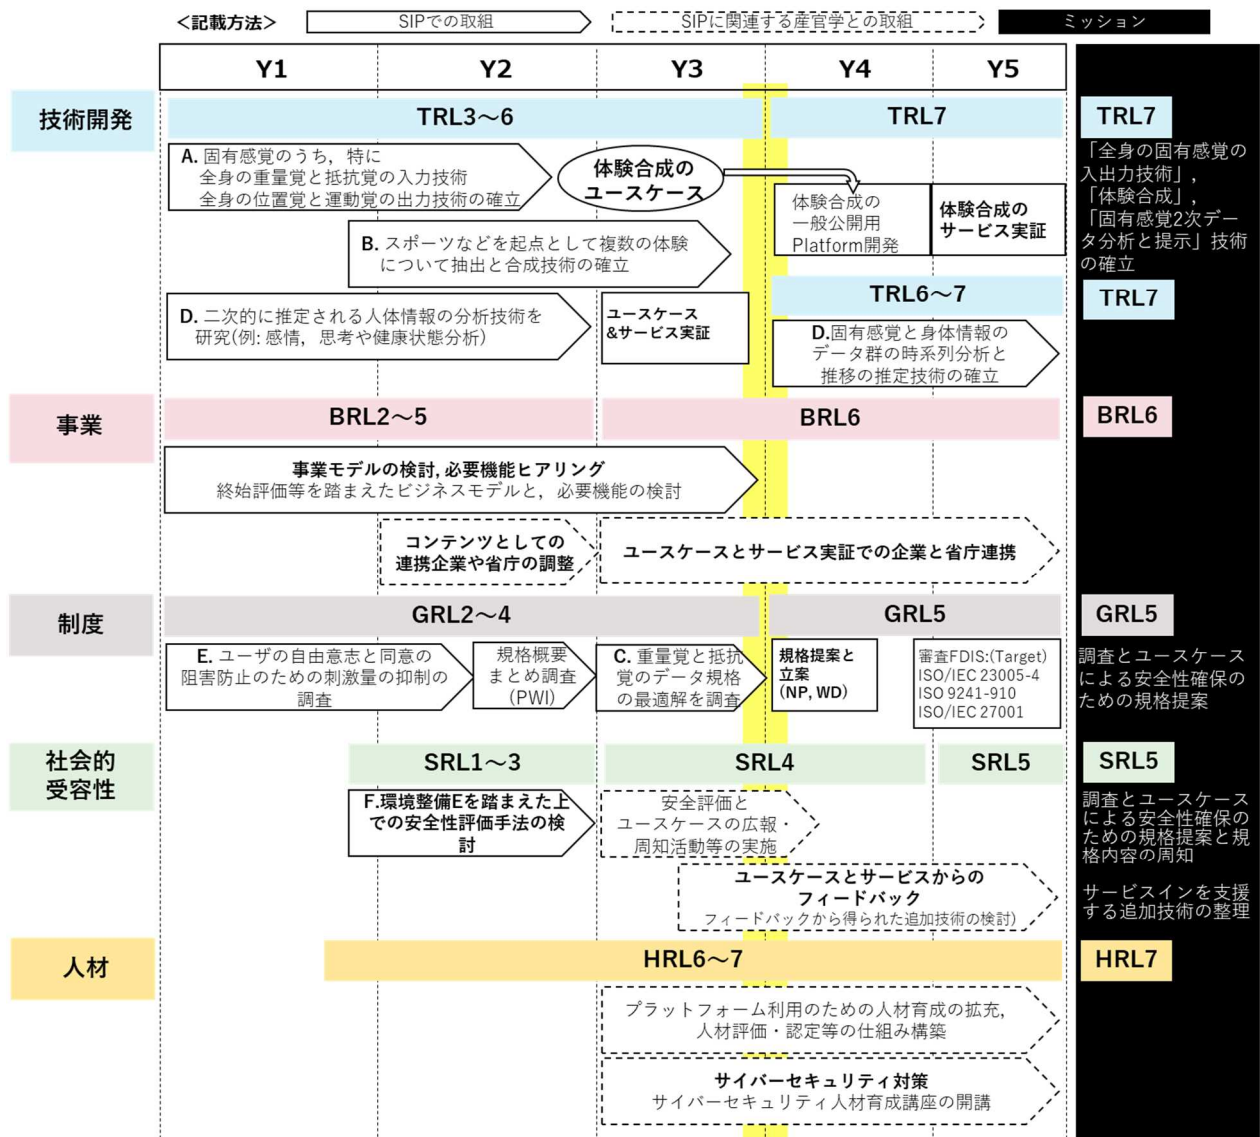 ＜記載方法＞
SIPでの取組
SIPに関連する産官学との取組
ミッション
Y1
Y2
Y3
Y4
Y5
技術開発
TRL3～6
TRL7
TRL7
A. 固有感覚のうち，特に
全身の重量覚と抵抗覚の入力技術
全身の位置覚と運動覚の出力技術の確立
体験合成の
ユースケース
体験合成の
一般公開用
Platform開発
体験合成の
サービス実証
「全身の固有感覚の
入出力技術」，
「体験合成」，
「固有感覚2次デー
タ分析と提示」技術
の確立
B. スポーツなどを起点として複数の体験
について抽出と合成技術の確立
TRL6～7
TRL7
D. 二次的に推定される人体情報の分析技術を
研究(例: 感情，思考や健康状態分析)
ユースケース
&サービス実証
D.固有感覚と身体情報の
データ群の時系列分析と
推移の推定技術の確立
事業
BRL2～5
BRL6
BRL6
事業モデルの検討, 必要機能ヒアリング
終始評価等を踏まえたビジネスモデルと，必要機能の検討
コンテンツとしての
連携企業や省庁の調整
ユースケースとサービス実証での企業と省庁連携
制度
GRL2～4
GRL5
GRL5
E. ユーザの自由意志と同意の
阻害防止のための刺激量の抑制の
調査
規格概要
まとめ調査
(PWI)
C. 重量覚と抵抗
覚のデータ規格
の最適解を調査
規格提案と
立案
(NP, WD)
審査FDIS:(Target)
ISO/IEC 23005-4
ISO 9241-910
ISO/IEC 27001
調査とユースケース
による安全性確保の
ための規格提案
社会的
受容性
SRL1～3
SRL4
SRL5
SRL5
F.環境整備Eを踏まえた上
での安全性評価手法の検
討
安全評価と
ユースケースの広報・
周知活動等の実施
調査とユースケース
による安全性確保の
ための規格提案と規
格内容の周知
ユースケースとサービスからの
フィードバック
フィードバックから得られた追加技術の検討)
サービスインを支援
する追加技術の整理
人材
HRL6～7
HRL7
プラットフォーム利用のための人材育成の拡充,
人材評価・認定等の仕組み構築
サイバーセキュリティ対策
サイバーセキュリティ人材育成講座の開講